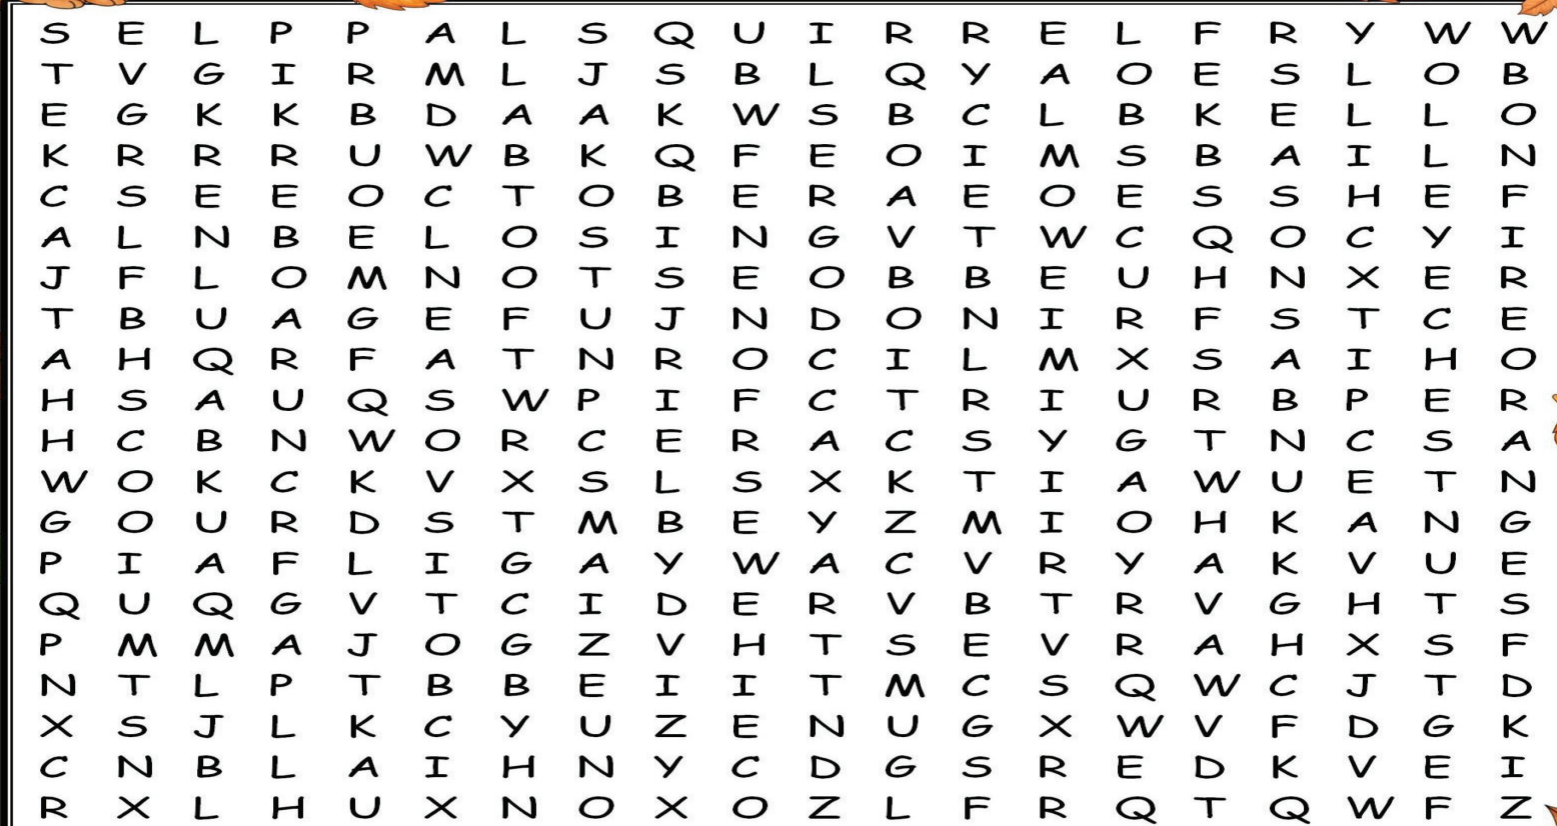 S E L P P A L S Q U I R R E L F R Y W W
T V G I R M L J S B L Q Y A O E S L O B
E G K K B D A A K W S B C L B K E L L O
K R R R U W B K Q F E O I M S B A I L N
C S E E O C T O B E R A E O E S S H E F
A L N B E L O S I N G V T W C Q O C Y I
J F L O M N O T S E O B B E U H N X E R
T B U A G E F U J N D O N I R F S T C E
A H Q R F A T N R O C I L M X S A I H O
H S A U Q S W P I F C T R I U R B P E R
H C B N W O R C E R A C S Y G T N C S A
W O K C K V X S L S X K T I A W U E T N
G O U R D S T M B E Y Z M I O H K A N G
P I A F L I G A Y W A C V R Y A K V U E
Q U Q G V T C I D E R V B T R V G H T S
P M M A J O G Z V H T S E V R A H X S F
N T L P T B B E I I T M C S Q W C J T D
X S J L K C Y U Z E N U G X W V F D G K
C N B L A I H N Y C D G S R E D K V E I
R X L H U X N O X O Z L F R Q T Q W F Z